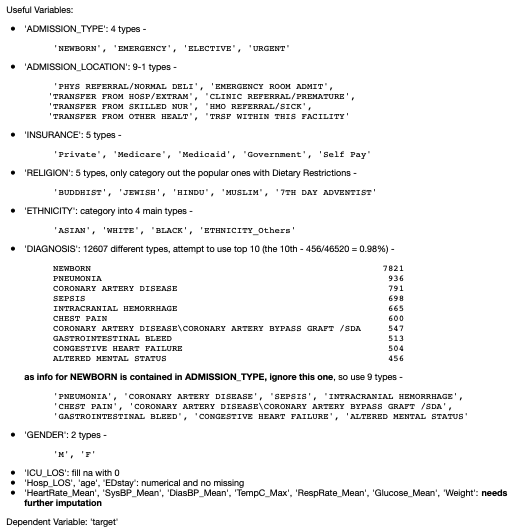 Useful Variables:
• 'ADMISSION_TYPE': 4 types -
'NEWBORN', 'EMERGENCY', 'ELECTIVE', 'URGENT'
• 'ADMISSION_LOCATION': 9-1 types -
'PHYS REFERRAL/NORMAL DELI', 'EMERGENCY ROOM ADMIT',
'TRANSFER FROM HOSP/EXTRAM', 'CLINIC REFERRAL/PREMATURE',
'TRANSFER FROM SKILLED NUR', 'HMO REFERRAL/SICK',
'TRANSFER FROM OTHER HEALT', 'TRSF WITHIN THIS FACILITY'
• 'INSURANCE': 5 types -
'Private', 'Medicare', 'Medicaid', 'Government', 'Self Pay'
• 'RELIGION': 5 types, only category out the popular ones with Dietary Restrictions -
'BUDDHIST', 'JEWISH', 'HINDU', 'MUSLIM', '7TH DAY ADVENTIST'
• 'ETHNICITY': category into 4 main types -
'ASIAN', 'WHITE', 'BLACK', 'ETHNICITY_Others'
• 'DIAGNOSIS': 12607 different types, attempt to use top 10 (the 10th - 456/46520 = 0.98%) -
NEWBORN 7821
PNEUMONIA 936
CORONARY ARTERY DISEASE 791
SEPSIS 698
INTRACRANIAL HEMORRHAGE 665
CHEST PAIN 600
CORONARY ARTERY DISEASE\CORONARY ARTERY BYPASS GRAFT /SDA 547
GASTROINTESTINAL BLEED 513
CONGESTIVE HEART FAILURE 504
ALTERED MENTAL STATUS 456
as info for NEWBORN is contained in ADMISSION_TYPE, ignore this one, so use 9 types -
'PNEUMONIA', 'CORONARY ARTERY DISEASE', 'SEPSIS', 'INTRACRANIAL HEMORRHAGE',
'CHEST PAIN', 'CORONARY ARTERY DISEASE\CORONARY ARTERY BYPASS GRAFT /SDA',
'GASTROINTESTINAL BLEED', 'CONGESTIVE HEART FAILURE', 'ALTERED MENTAL STATUS'
• 'GENDER': 2 types -
'M', 'F'
• 'ICU_LOS': fill na with 0
• 'Hosp_LOS', 'age', 'EDstay': numerical and no missing
• 'HeartRate_Mean', 'SysBP_Mean', 'DiasBP_Mean', 'TempC_Max', 'RespRate_Mean', 'Glucose_Mean', 'Weight': needs
further imputation
Dependent Variable: 'target'